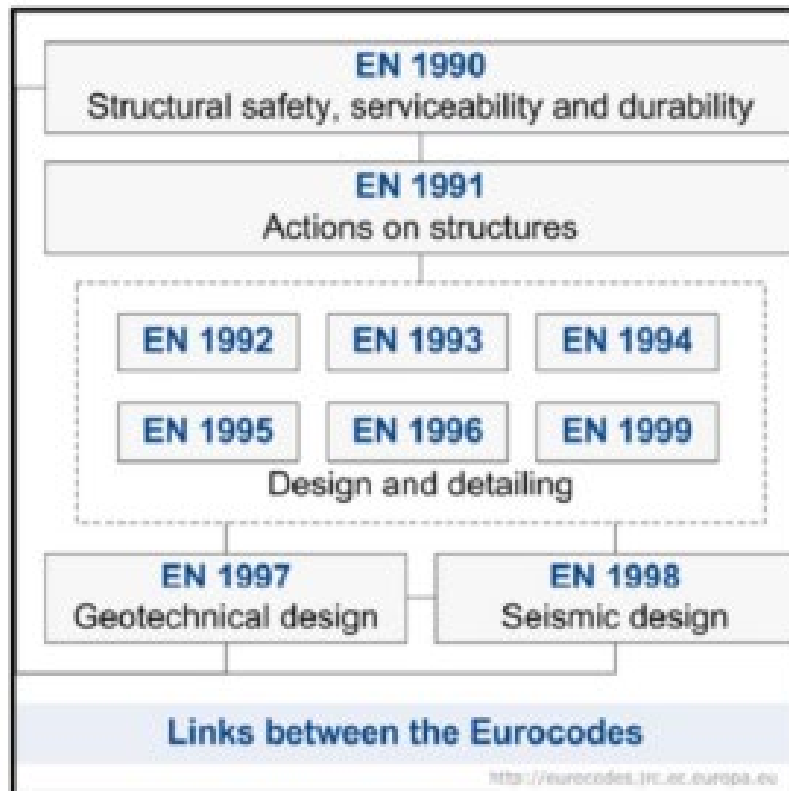 EN 1990
Structural safety, serviceability and durability
EN 1991
Actions on structures
EN 1992 EN 1993 EN 1994
EN 1995 EN 1996 EN 1999
Design and detailing
EN 1997 EN 1998
Geotechnical design Seismic design
Links between the Eurocodes
http://eurocodes.jrc.ec.europa.eu